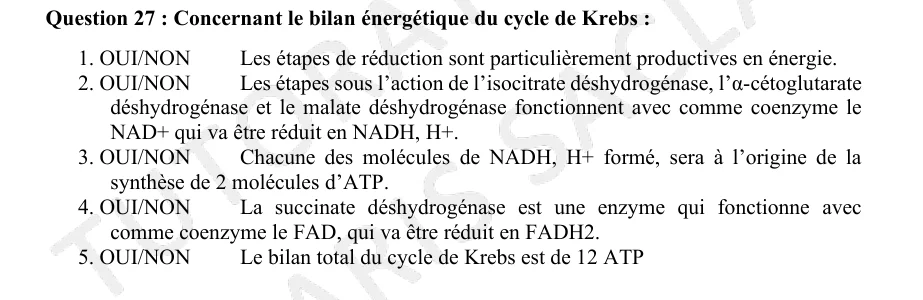 Question 27 : Concernant le bilan énergétique du cycle de Krebs :
1. OUI/NON Les étapes de réduction sont particulièrement productives en énergie.
2. OUI/NON Les étapes sous l'action de l'isocitrate déshydrogénase, l'α-cétoglutarate
déshydrogénase et le malate déshydrogénase fonctionnent avec comme coenzyme le
NAD+ qui va être réduit en NADH, H+.
3. OUI/NON Chacune des molécules de NADH, H+ formé, sera à l'origine de la
synthèse de 2 molécules d'ATP.
4. OUI/NON La succinate déshydrogénase est une enzyme qui fonctionne avec
comme coenzyme le FAD, qui va être réduit en FADH2.
5. OUI/NON Le bilan total du cycle de Krebs est de 12 ATP